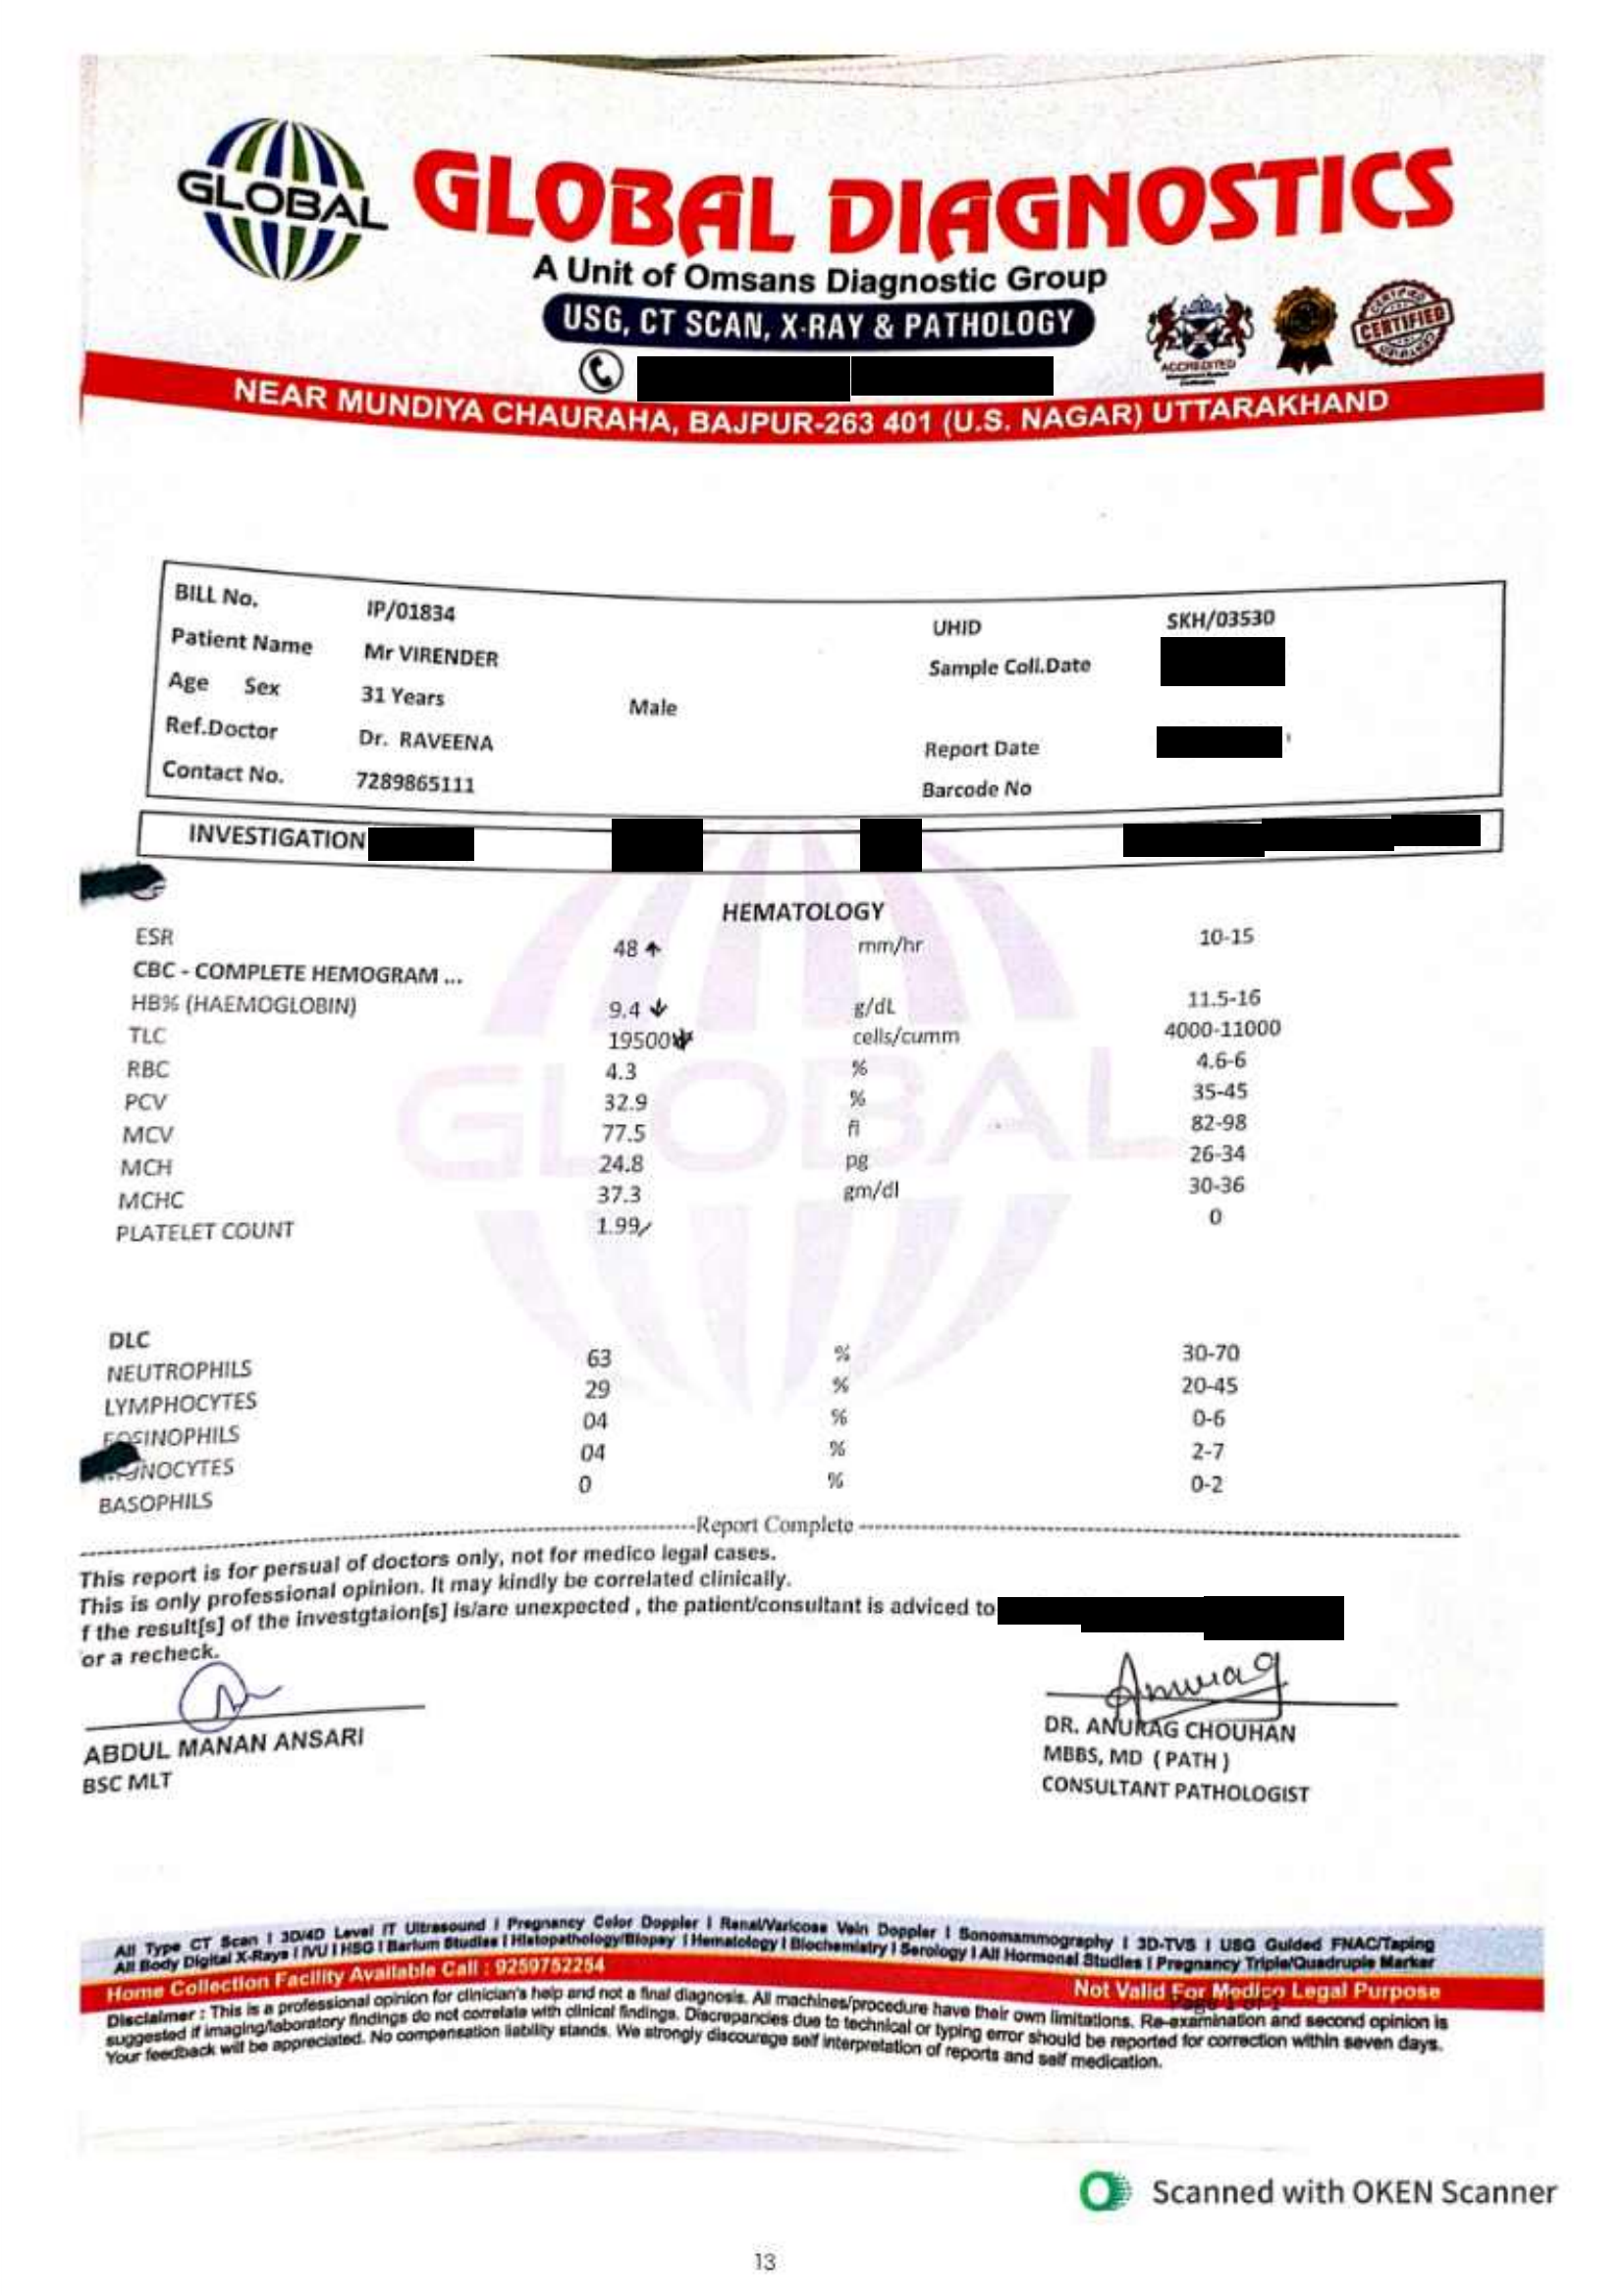 GLOBAL
GLOBAL DIAGNOSTICS
A Unit of Omsans Diagnostic Group
USG, CT SCAN, X-RAY & PATHOLOGY
ACCREDITED
CERTIFIED
NEAR MUNDIYA CHAURAHA, BAJPUR-263 401 (U.S. NAGAR) UTTARAKHAND
BILL No. IP/01834 UHID SKH/03530
Patient Name Mr VIRENDER Sample Coll.Date
Age Sex 31 Years Male
Ref.Doctor Dr. RAVEENA Report Date
Contact No. 7289865111 Barcode No
INVESTIGATION
HEMATOLOGY
ESR 48 ↑ mm/hr 10-15
CBC - COMPLETE HEMOGRAM ...
HB% (HAEMOGLOBIN) 9.4 ↓ g/dL 11.5-16
TLC 19500 cells/cumm 4000-11000
RBC 4.3 % 4.6-6
PCV 32.9 % 35-45
MCV 77.5 fl 82-98
MCH 24.8 pg 26-34
MCHC 37.3 gm/dl 30-36
PLATELET COUNT 1.99 0
GLOBAL
DLC
NEUTROPHILS 63 % 30-70
LYMPHOCYTES 29 % 20-45
EOSINOPHILS 04 % 0-6
MONOCYTES 04 % 2-7
BASOPHILS 0 % 0-2
Report Complete
This report is for persual of doctors only, not for medico legal cases.
This is only professional opinion. It may kindly be correlated clinically.
f the result[s] of the investgtaion[s] is/are unexpected , the patient/consultant is adviced to
or a recheck.
Anurag
ABDUL MANAN ANSARI
BSC MLT
DR. ANURAG CHOUHAN
MBBS, MD ( PATH )
CONSULTANT PATHOLOGIST
All Type CT Scan I 3D/4D Level IT Ultrasound I Pregnancy Color Doppler I Renal/Varicose Vein Doppler I Sonomammography I 3D-TVS I USG Guided FNAC/Taping
All Body Digital X-Rays I IVU I HSG I Barium Studies I Histopathology/Biopsy I Hematology I Biochemistry I Serology I All Hormonal Studies I Pregnancy Triple/Quadruple Marker
Home Collection Facility Available Call : 9259752254 Not Valid For Medico Legal Purpose
Disclaimer : This is a professional opinion for clinician's help and not a final diagnosis. All machines/procedure have their own limitations. Re-examination and second opinion is
suggested if imaging/laboratory findings do not correlate with clinical findings. Discrepancies due to technical or typing error should be reported for correction within seven days.
Your feedback will be appreciated. No compensation liability stands. We strongly discourage self interpretation of reports and self medication.
Scanned with OKEN Scanner
13